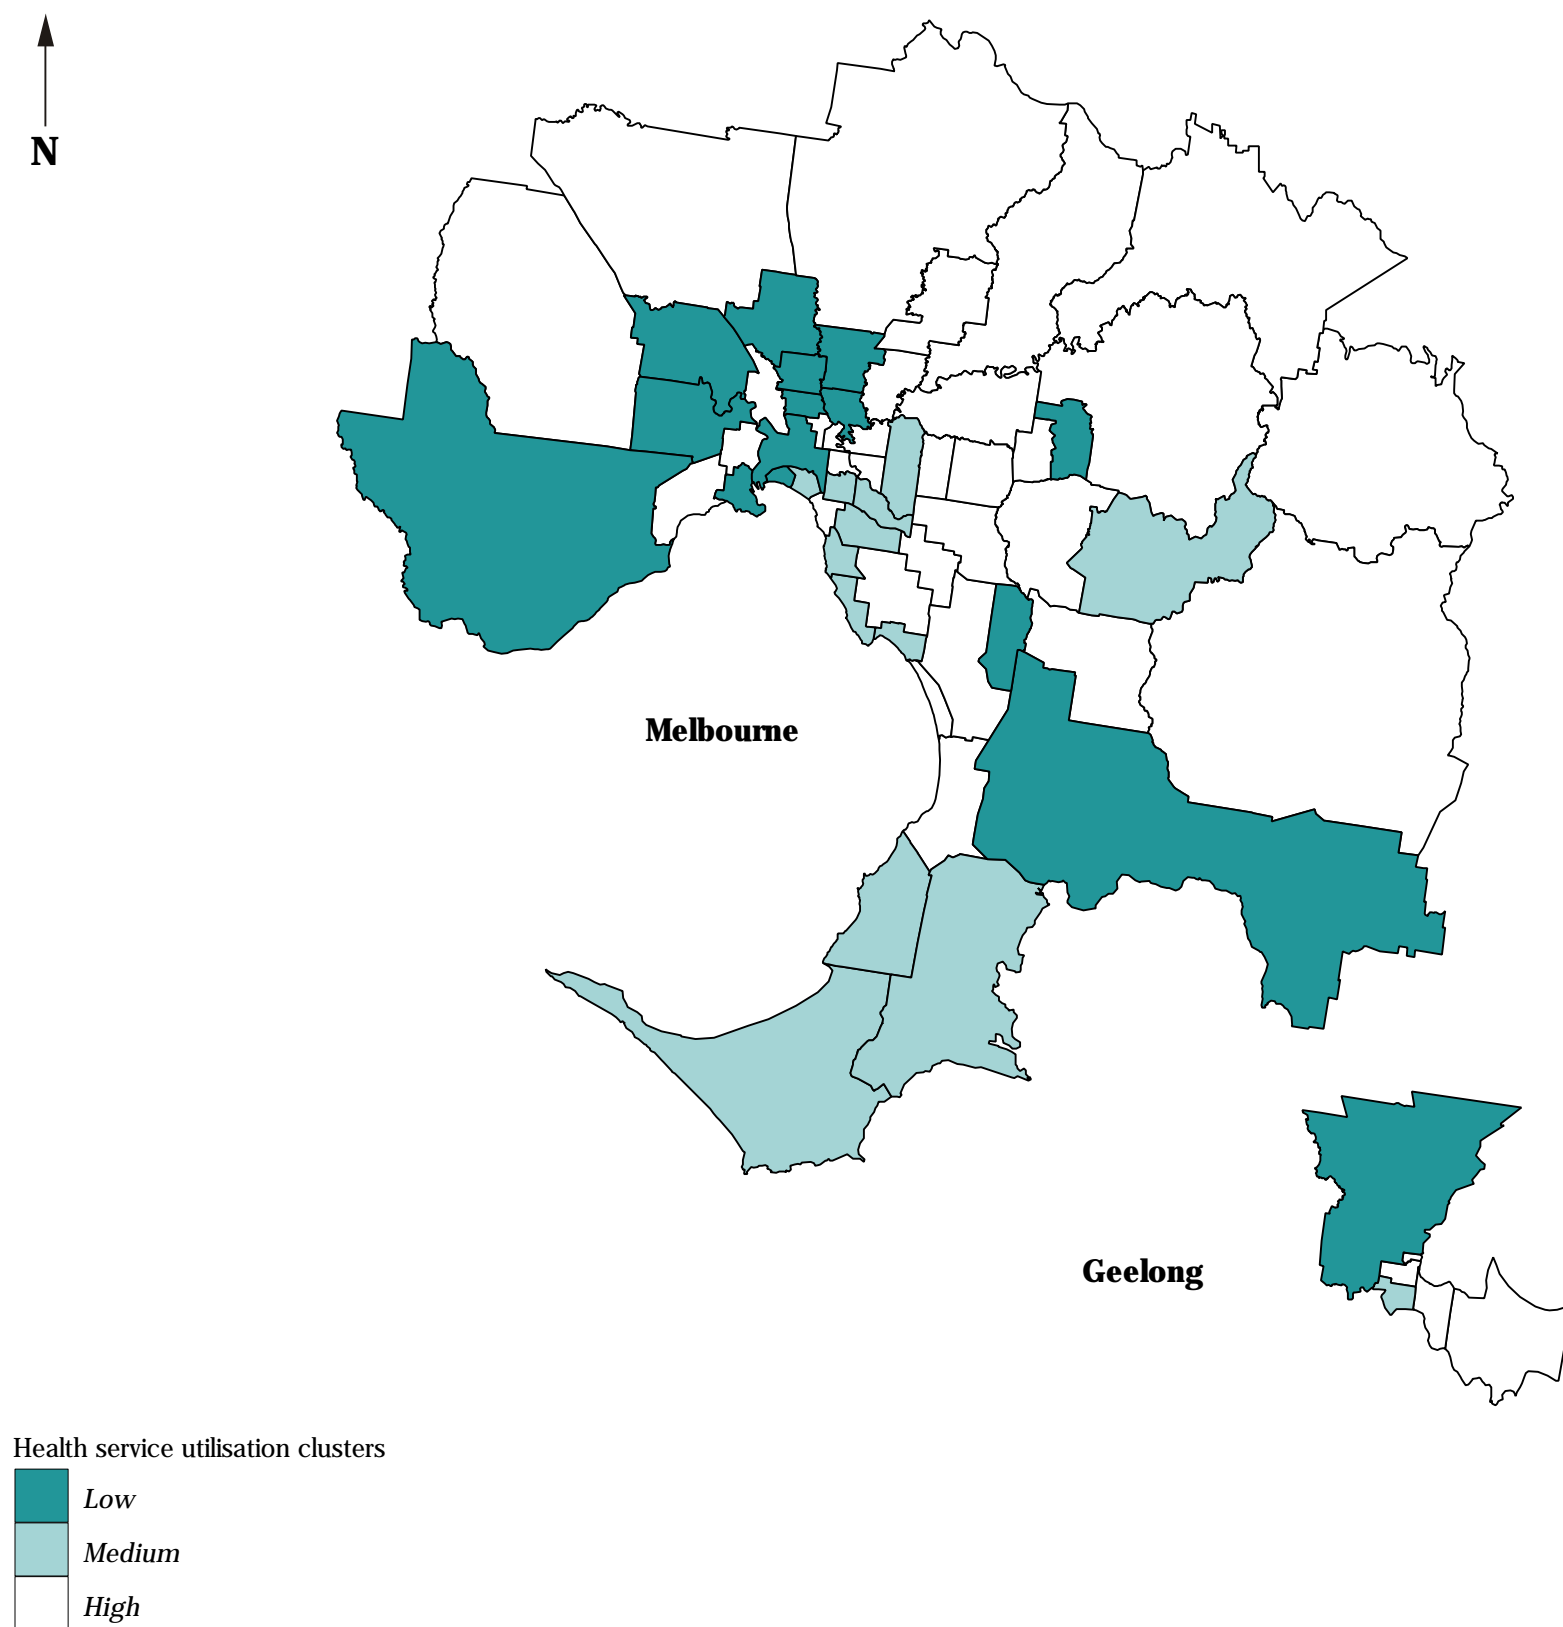 N
Melbourne
Geelong
Health service utilisation clusters
Low
Medium
High